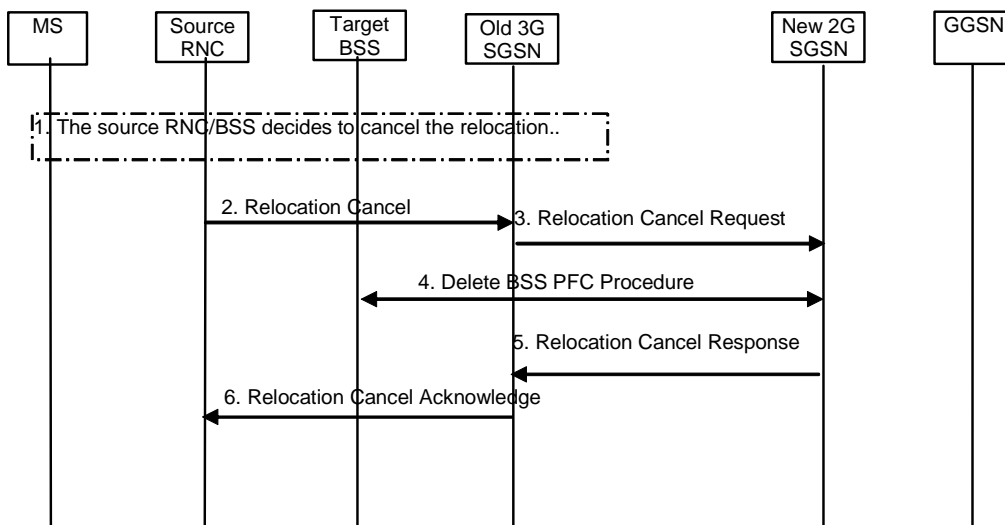 MS
Source
RNC
Target
BSS
Old 3G
SGSN
New 2G
SGSN
GGSN
1. The source RNC/BSS decides to cancel the relocation..
2. Relocation Cancel
3. Relocation Cancel Request
4. Delete BSS PFC Procedure
5. Relocation Cancel Response
6. Relocation Cancel Acknowledge